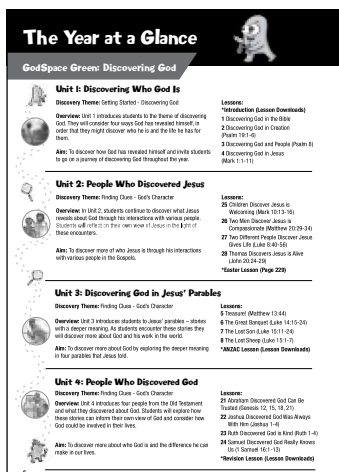 The Year at a Glance
GodSpace Green: Discovering God
Unit 1: Discovering Who God Is
Discovery Theme: Getting Started - Discovering God
Overview: Unit 1 introduces students to the theme of discovering
God. They will consider four ways God has revealed himself, in
order that they might discover who he is and the life he has for
them.
Aim: To discover how God has revealed himself and invite students
to go on a journey of discovering God throughout the year.
Lessons:
*Introduction (Lesson Downloads)
1 Discovering God in the Bible
2 Discovering God in Creation
(Psalm 19:1-6)
3 Discovering God and People (Psalm 8)
4 Discovering God in Jesus
(Mark 1:1-11)
Unit 2: People Who Discovered Jesus
Discovery Theme: Finding Clues - God's Character
Overview: In Unit 2, students continue to discover what Jesus
reveals about God through his interactions with various people.
Students will reflect on their own view of Jesus in the light of
these encounters.
Aim: To discover more of who Jesus is through his interactions
with various people in the Gospels.
Lessons:
25 Children Discover Jesus is
Welcoming (Mark 10:13-16)
26 Two Men Discover Jesus is
Compassionate (Matthew 20:29-34)
27 Two Different People Discover Jesus
Gives Life (Luke 8:40-56)
28 Thomas Discovers Jesus is Alive
(John 20:24-29)
*Easter Lesson (Page 229)
Unit 3: Discovering God in Jesus' Parables
Discovery Theme: Finding Clues - God's Character
Overview: Unit 3 introduces students to Jesus' parables – stories
with a deeper meaning. As students encounter these stories they
will discover more about God and his work in the world.
Aim: To discover more about God by exploring the deeper meaning
in four parables that Jesus told.
Lessons:
5 Treasure! (Matthew 13:44)
6 The Great Banquet (Luke 14:15-24)
7 The Lost Son (Luke 15:11-24)
8 The Lost Sheep (Luke 15:1-7)
*ANZAC Lesson (Lesson Downloads)
Unit 4: People Who Discovered God
Discovery Theme: Finding Clues - God's Character
Overview: Unit 4 introduces four people from the Old Testament
and what they discovered about God. Students will explore how
these stories can inform their own view of God and consider how
God could be involved in their lives.
Aim: To discover more about who God is and the difference he can
make in our lives.
Lessons:
21 Abraham Discovered God Can Be
Trusted (Genesis 12, 15, 18, 21)
22 Joshua Discovered God Was Always
With Him (Joshua 1-4)
23 Ruth Discovered God is Kind (Ruth 1-4)
24 Samuel Discovered God Really Knows
Us (1 Samuel 16:1-13)
*Revision Lesson (Lesson Downloads)